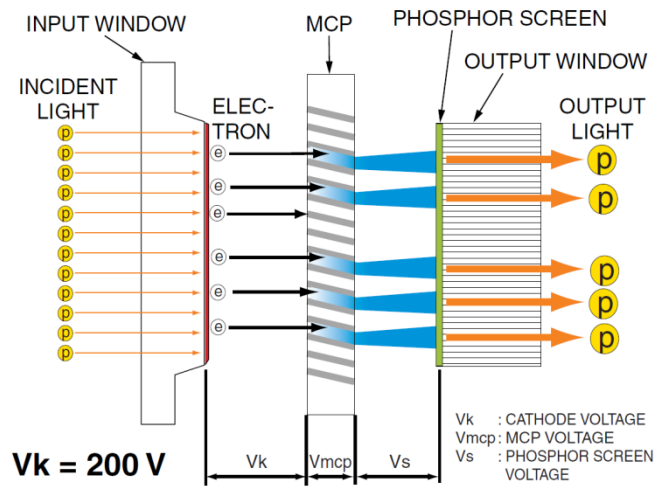 INPUT WINDOW
MCP
PHOSPHOR SCREEN
OUTPUT WINDOW
INCIDENT
LIGHT
ELEC-
TRON
OUTPUT
LIGHT
p
p
p
p
p
p
p
p
p
p
p
p
e
e
e
e
e
e
p
p
p
p
p
Vk = 200 V
Vk
Vmcp
Vs
Vk : CATHODE VOLTAGE
Vmcp : MCP VOLTAGE
Vs : PHOSPHOR SCREEN
VOLTAGE